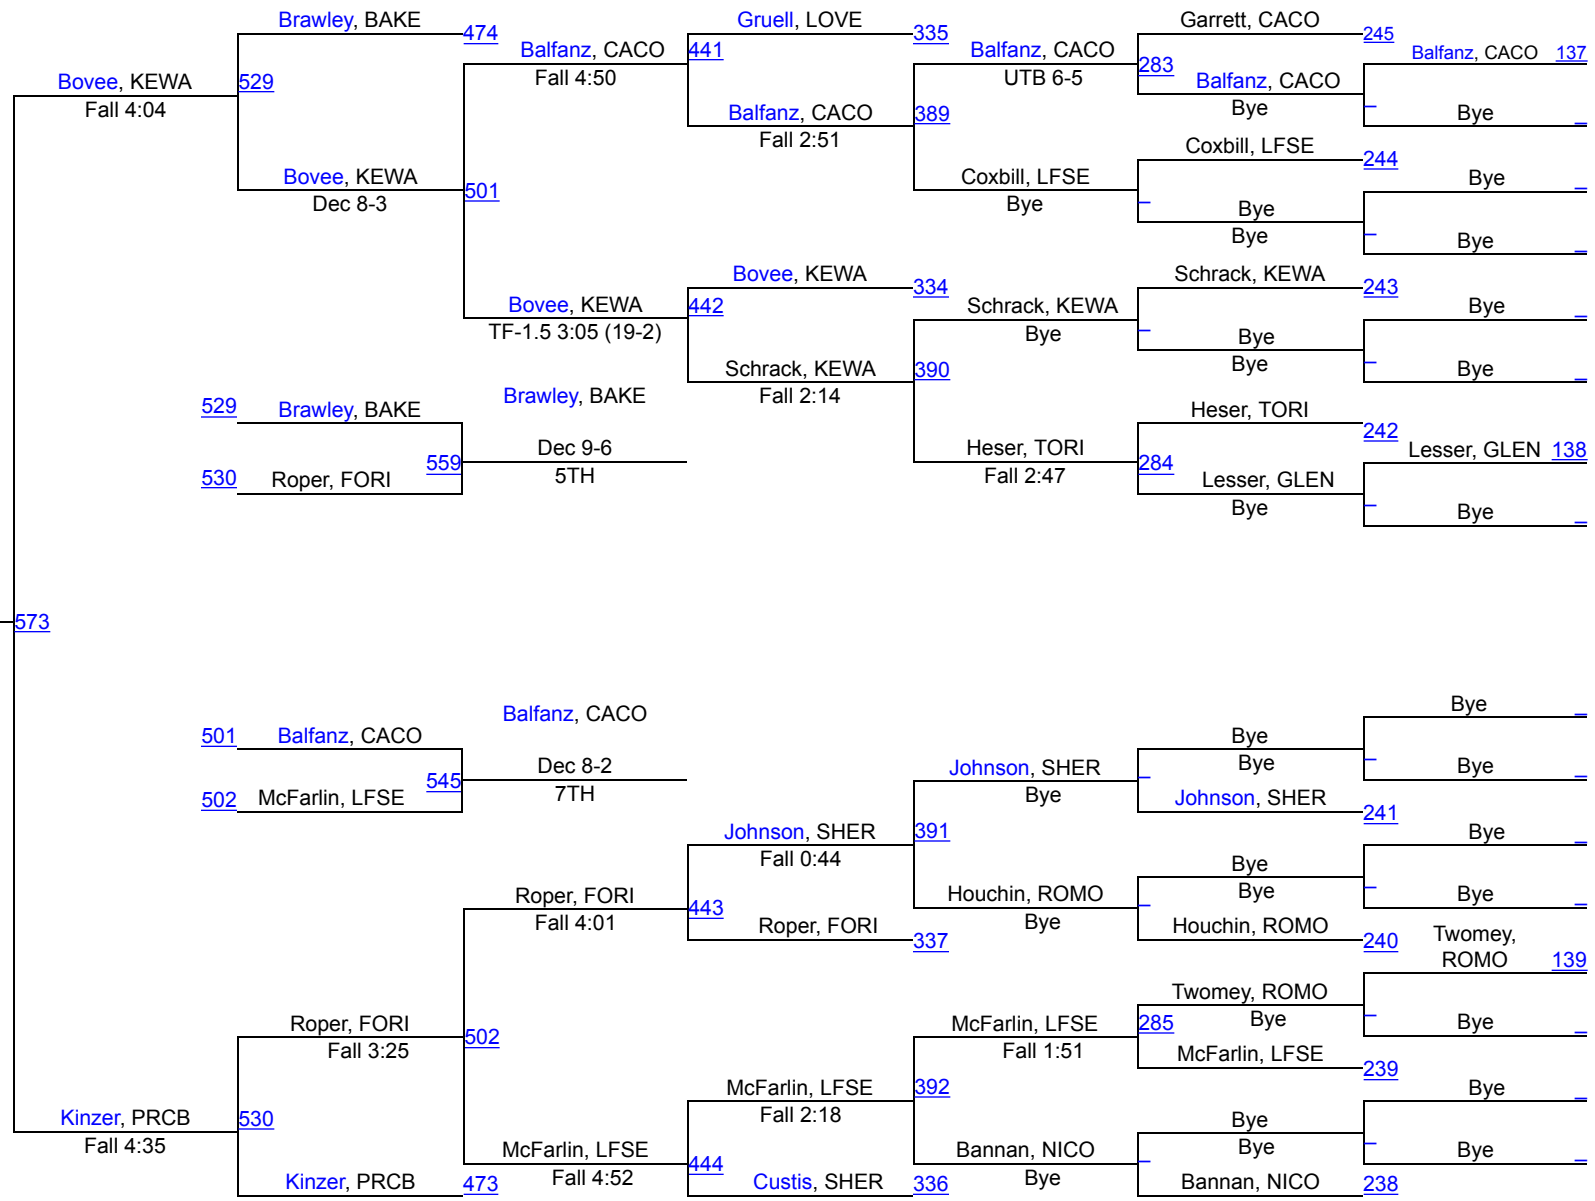 Brawley, BAKE
474
Gruell, LOVE
335
Garrett, CACO
245
Balfanz, CACO
Fall 4:50
441
Balfanz, CACO
UTB 6-5
283
Balfanz, CACO 137
Bovee, KEWA
Fall 4:04
529
Balfanz, CACO
Bye
Balfanz, CACO
Fall 2:51
389
–
Bye
–
Coxbill, LFSE
244
Bovee, KEWA
Dec 8-3
501
Coxbill, LFSE
Bye
–
Bye
–
Bye
Bye
–
Bye
–
Bovee, KEWA
334
Schrack, KEWA
243
Bovee, KEWA
TF-1.5 3:05 (19-2)
442
Schrack, KEWA
Bye
–
Bye
–
Bye
Bye
–
Bye
–
Schrack, KEWA
Fall 2:14
390
529
Brawley, BAKE
Brawley, BAKE
Heser, TORI
242
559
Dec 9-6
5TH
Heser, TORI
Fall 2:47
284
Lesser, GLEN 138
530
Roper, FORI
Lesser, GLEN
Bye
–
Bye
–
573
Balfanz, CACO
Bye
–
501
Balfanz, CACO
Bye
Bye
–
Bye
–
545
Dec 8-2
7TH
Johnson, SHER
Bye
–
502
McFarlin, LFSE
Johnson, SHER
241
Johnson, SHER
Fall 0:44
391
Bye
–
Bye
Bye
–
Bye
–
Roper, FORI
Fall 4:01
443
Houchin, ROMO
Bye
–
Roper, FORI
337
Houchin, ROMO
240
Twomey,
ROMO 139
Twomey, ROMO
Bye
–
Bye
–
Roper, FORI
Fall 3:25
502
McFarlin, LFSE
Fall 1:51
285
McFarlin, LFSE
239
McFarlin, LFSE
Fall 2:18
392
Bye
–
Kinzer, PRCB
Fall 4:35
530
Bye
Bye
–
Bye
–
McFarlin, LFSE
Fall 4:52
444
Bannan, NICO
Bye
–
Kinzer, PRCB
473
Custis, SHER
336
Bannan, NICO
238